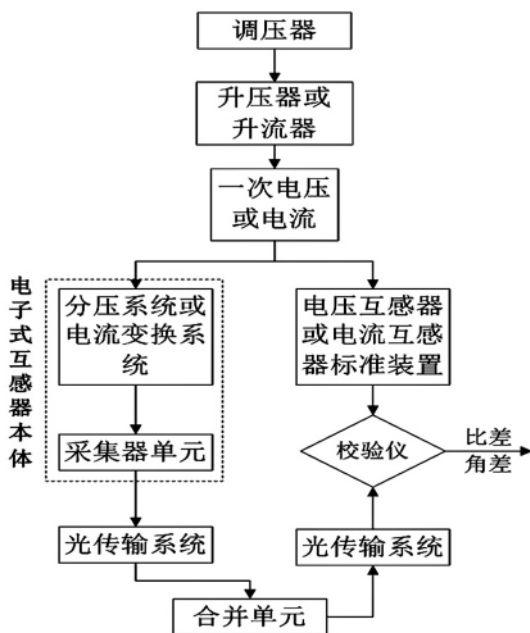 调压器
升压器或
升流器
一次电压
或电流
电子式互感器本体
分压系统或
电流变换系
统
采集器单元
电压互感器
或电流互感
器标准装置
校验仪
比差
角差
光传输系统
光传输系统
合并单元